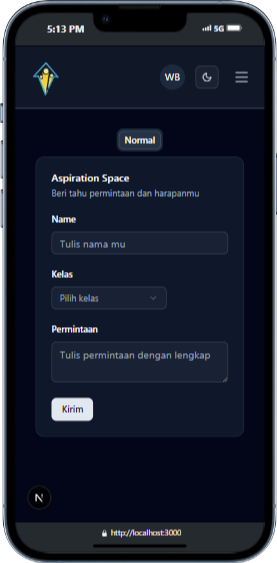 5:13 PM
5G
WB
Normal
Aspiration Space
Beri tahu permintaan dan harapanmu
Name
Tulis nama mu
Kelas
Pilih kelas
Permintaan
Tulis permintaan dengan lengkap
Kirim
N
http://localhost:3000